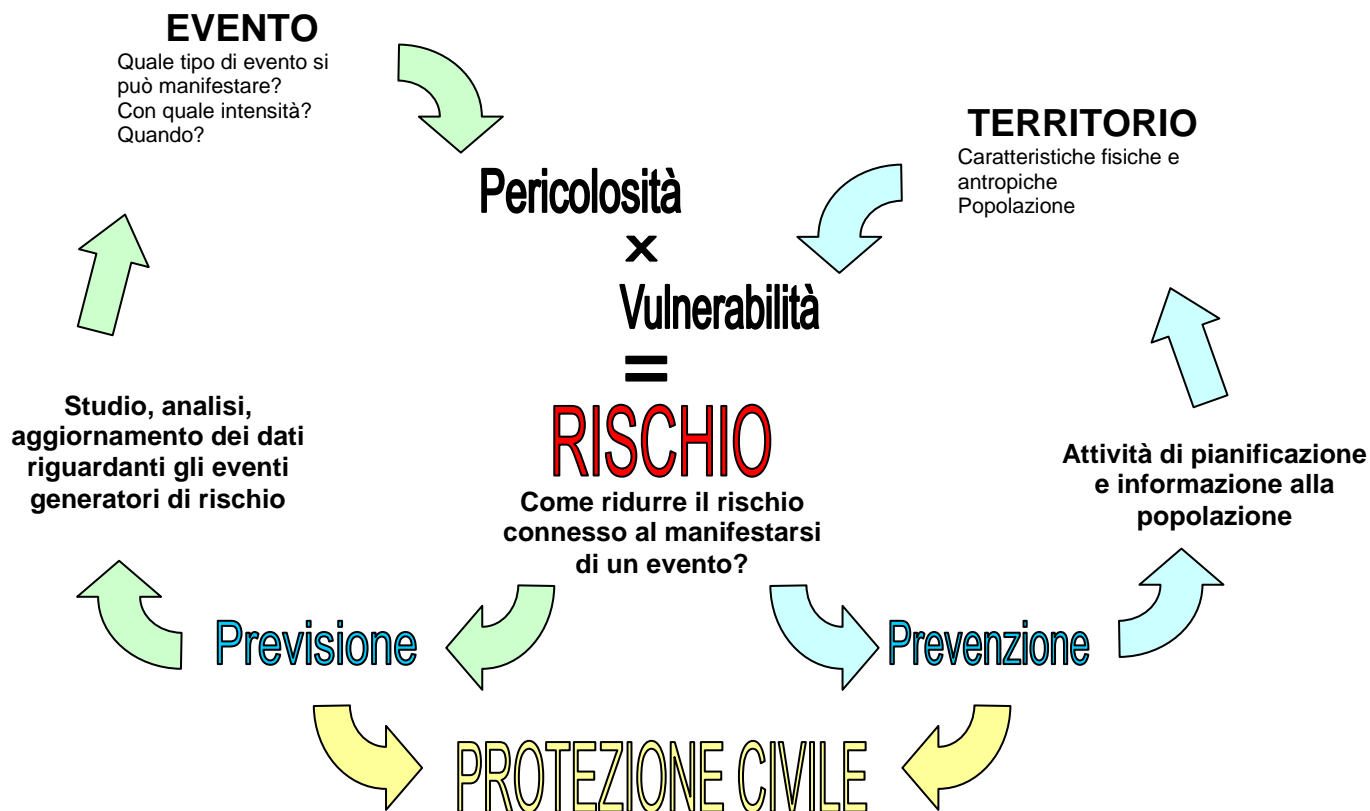 EVENTO
Quale tipo di evento si
può manifestare?
Con quale intensità?
Quando?
TERRITORIO
Caratteristiche fisiche e
antropiche
Popolazione
Pericolosità
x
Vulnerabilità
=
RISCHIO
Come ridurre il rischio
connesso al manifestarsi
di un evento?
Studio, analisi,
aggiornamento dei dati
riguardanti gli eventi
generatori di rischio
Attività di pianificazione
e informazione alla
popolazione
Previsione
Prevenzione
PROTEZIONE CIVILE